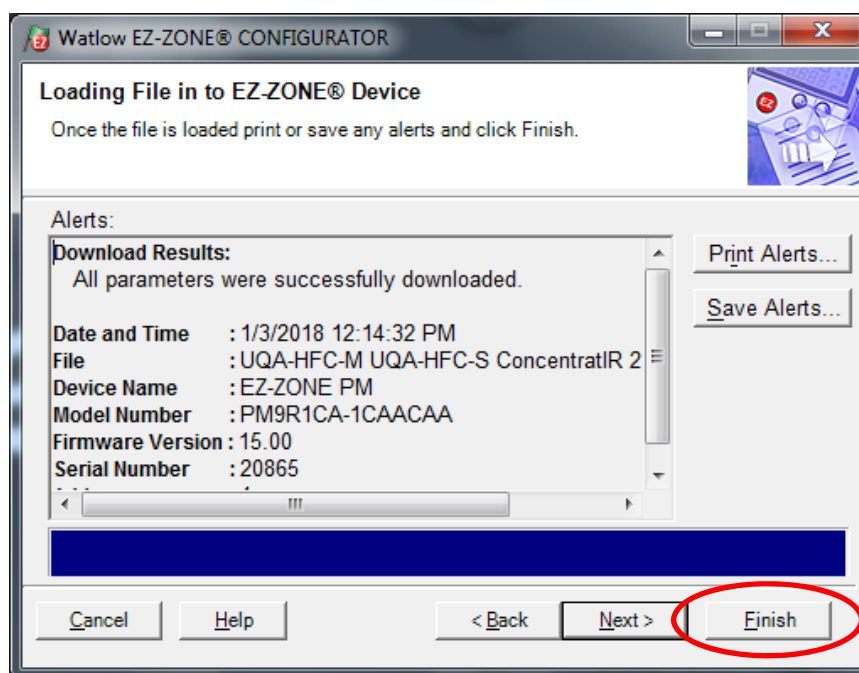 Watlow EZ-ZONE® CONFIGURATOR
Loading File in to EZ-ZONE® Device
Once the file is loaded print or save any alerts and click Finish.
Alerts:
Download Results:
All parameters were successfully downloaded.
Date and Time : 1/3/2018 12:14:32 PM
File : UQA-HFC-M UQA-HFC-S ConcentratIR 2
Device Name : EZ-ZONE PM
Model Number : PM9R1CA-1CAACAA
Firmware Version : 15.00
Serial Number : 20865
Print Alerts...
Save Alerts...
Cancel Help < Back Next > Finish